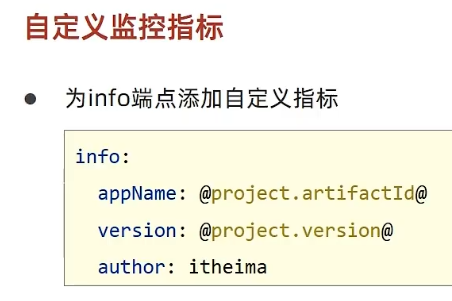 自定义监控指标
● 为info端点添加自定义指标
info:
  appName: @project.artifactId@
  version: @project.version@
  author: itheima